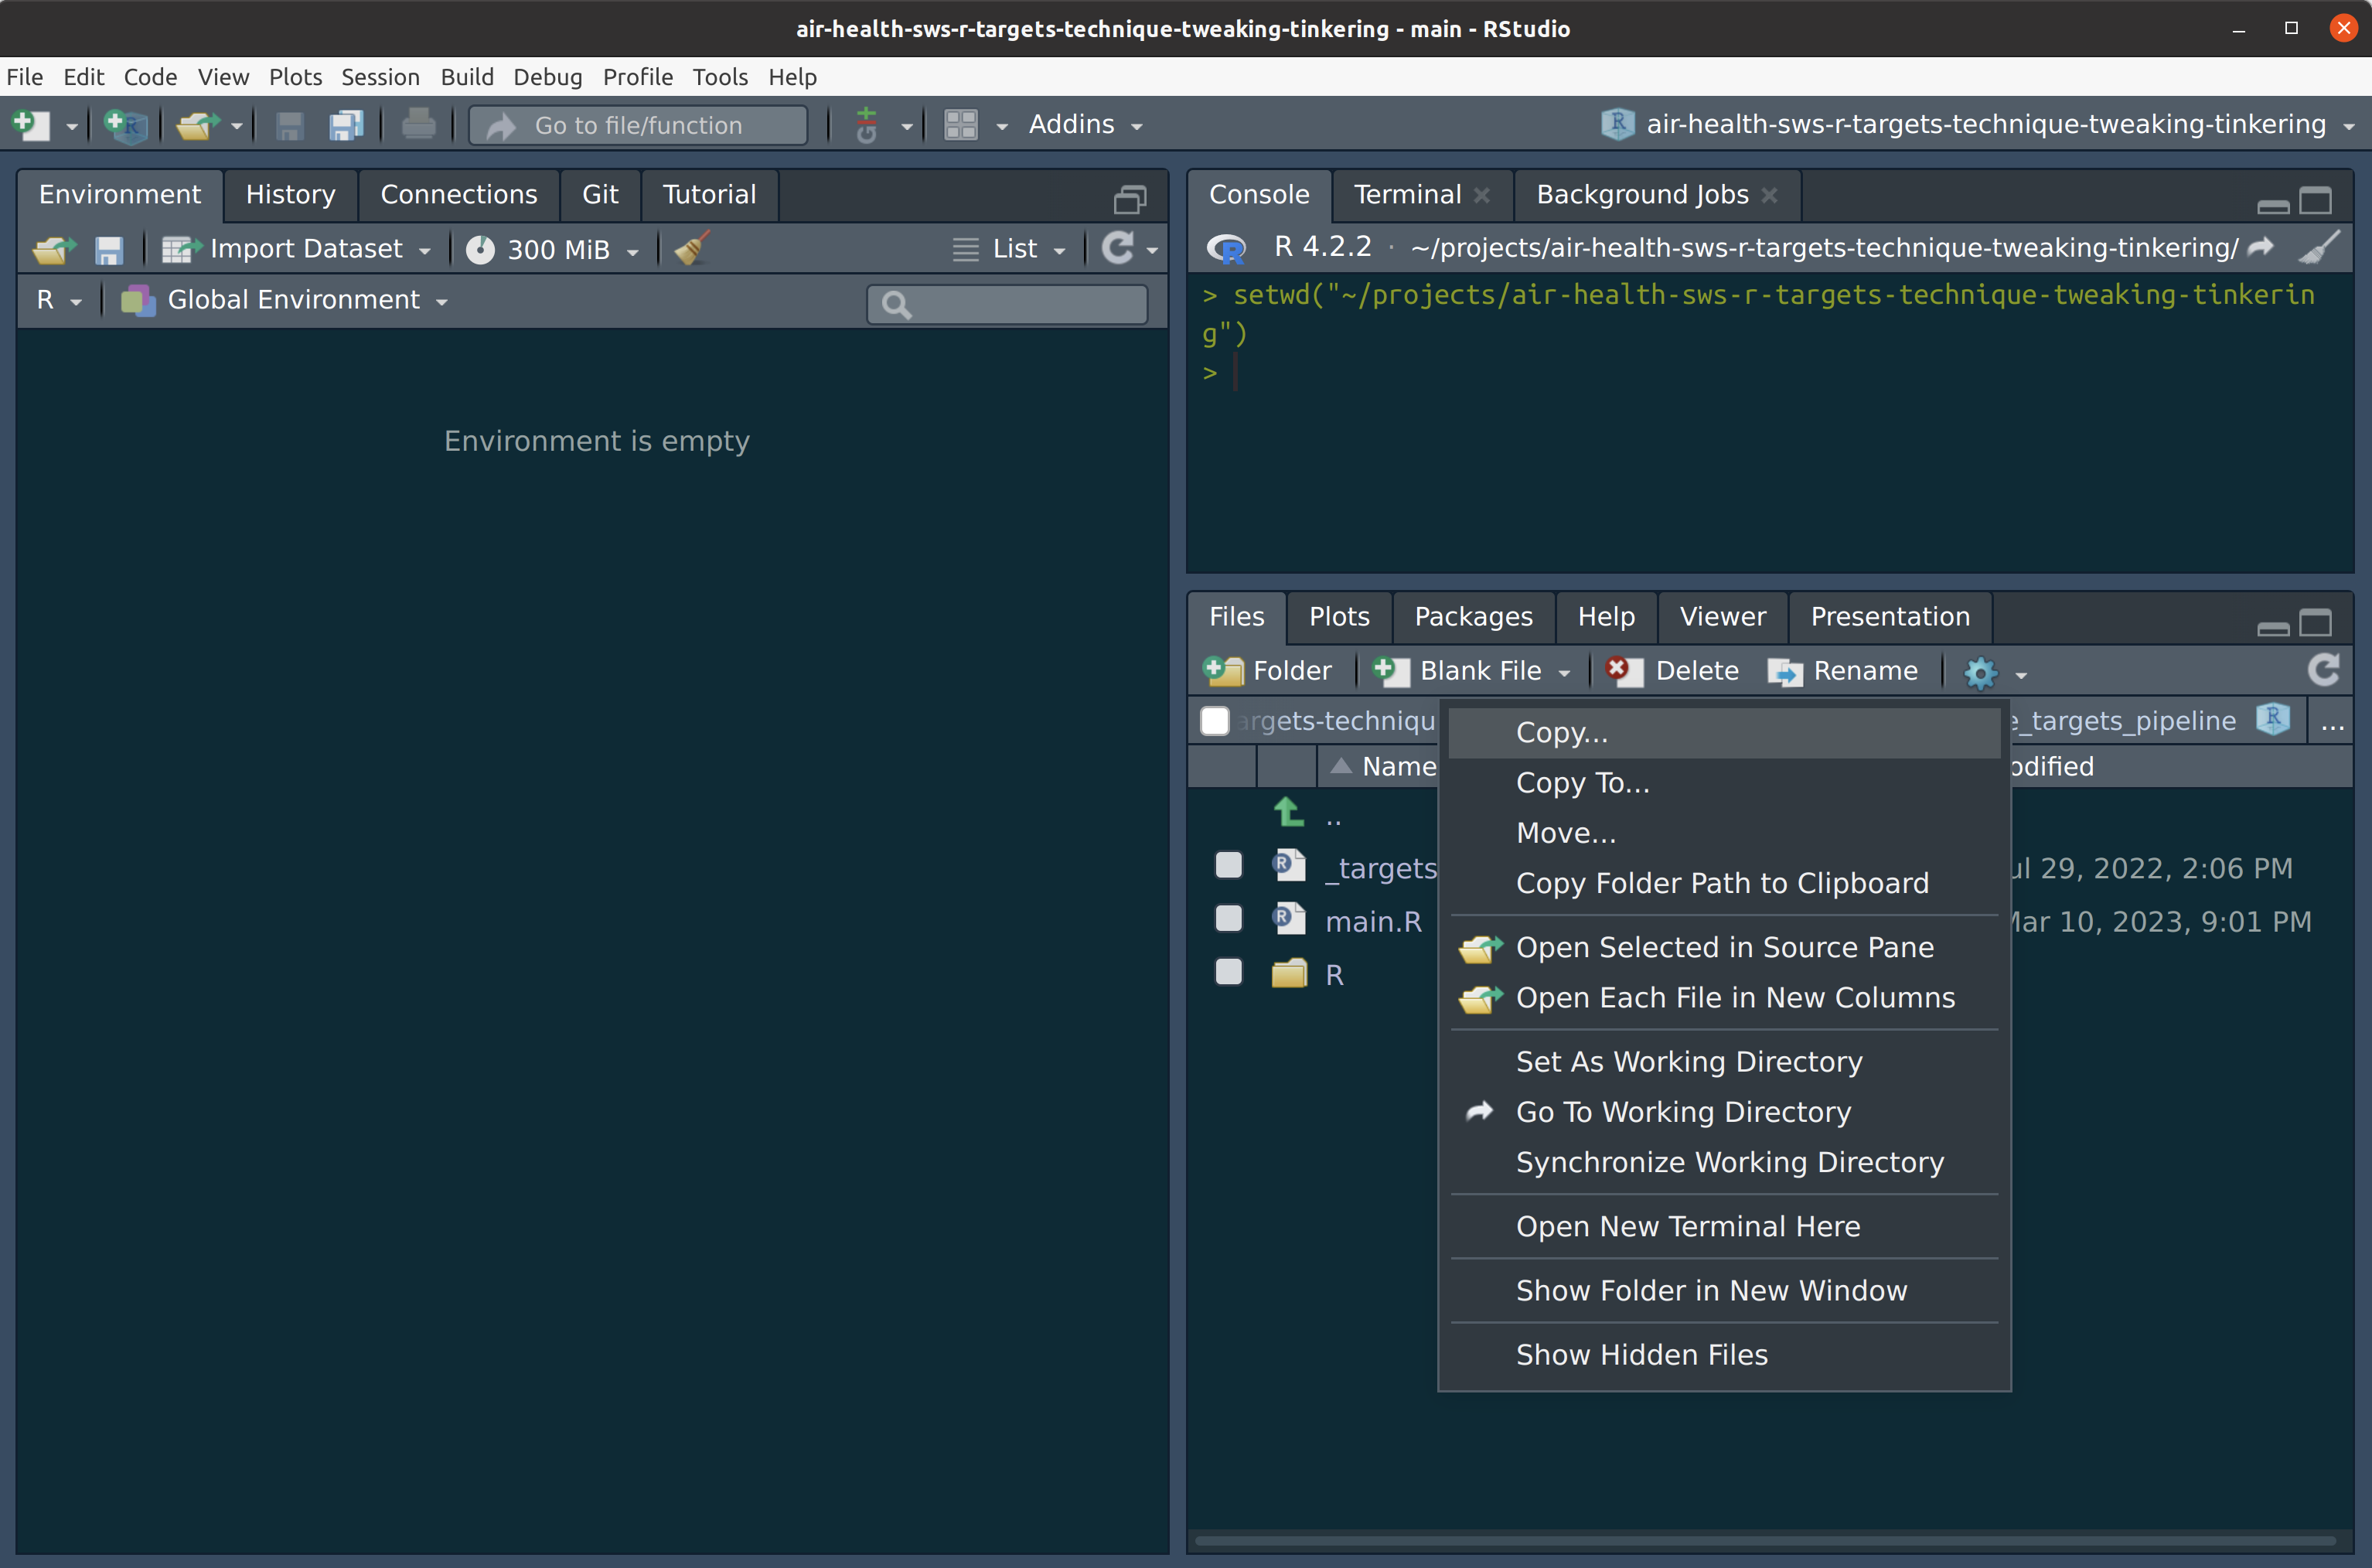 air-health-sws-r-targets-technique-tweaking-tinkering - main - RStudio
File Edit Code View Plots Session Build Debug Profile Tools Help
Go to file/function
Addins
air-health-sws-r-targets-technique-tweaking-tinkering
Environment History Connections Git Tutorial
Import Dataset 300 MiB List
R Global Environment
Environment is empty
Console Terminal Background Jobs
R 4.2.2 · ~/projects/air-health-sws-r-targets-technique-tweaking-tinkering/
> setwd("~/projects/air-health-sws-r-targets-technique-tweaking-tinkerin
g")
>
Files Plots Packages Help Viewer Presentation
Folder Blank File Delete Rename
argets-techniqu e_targets_pipeline ...
Name odified
..
_targets ul 29, 2022, 2:06 PM
main.R Mar 10, 2023, 9:01 PM
R
Copy...
Copy To...
Move...
Copy Folder Path to Clipboard
Open Selected in Source Pane
Open Each File in New Columns
Set As Working Directory
Go To Working Directory
Synchronize Working Directory
Open New Terminal Here
Show Folder in New Window
Show Hidden Files